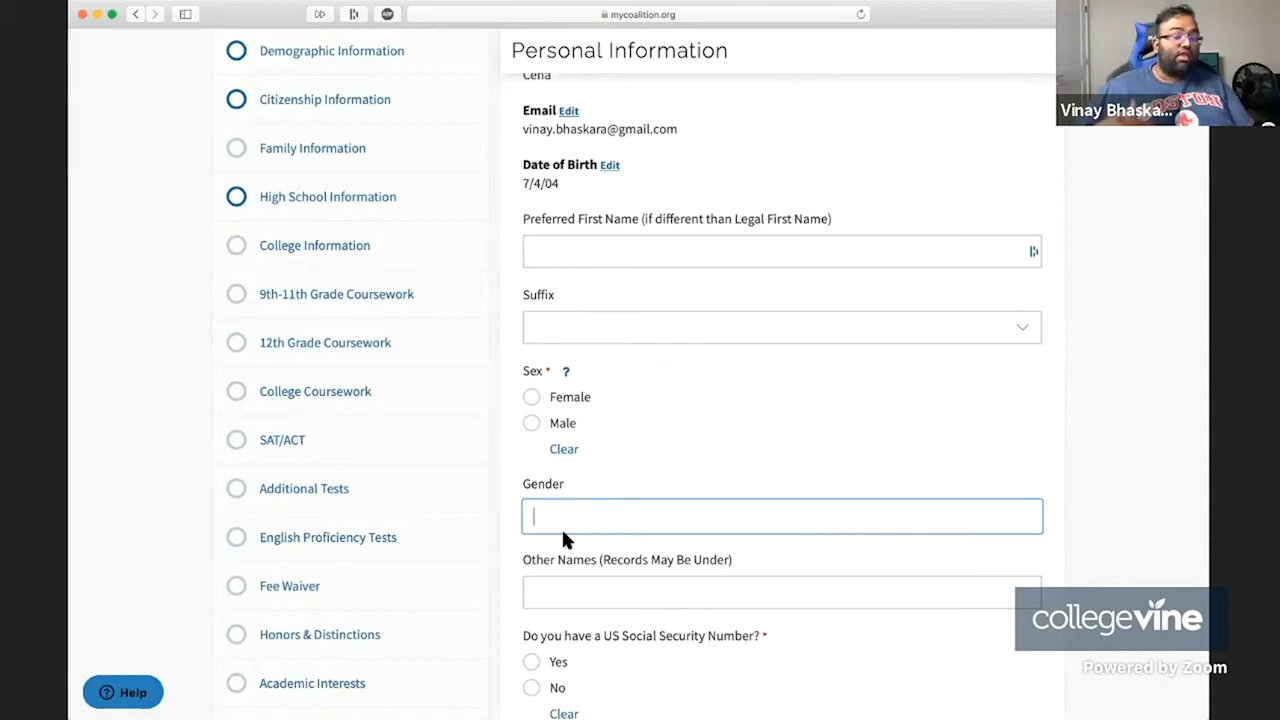 mycoalition.org
Demographic Information
Citizenship Information
Family Information
High School Information
College Information
9th-11th Grade Coursework
12th Grade Coursework
College Coursework
SAT/ACT
Additional Tests
English Proficiency Tests
Fee Waiver
Honors & Distinctions
Academic Interests
Help
Personal Information
Cena
Email Edit
vinay.bhaskara@gmail.com
Date of Birth Edit
7/4/04
Preferred First Name (if different than Legal First Name)
Suffix
Sex * ?
Female
Male
Clear
Gender
Other Names (Records May Be Under)
Do you have a US Social Security Number? *
Yes
No
Clear
BOSTON
Vinay Bhaska...
collegevine
Powered by Zoom